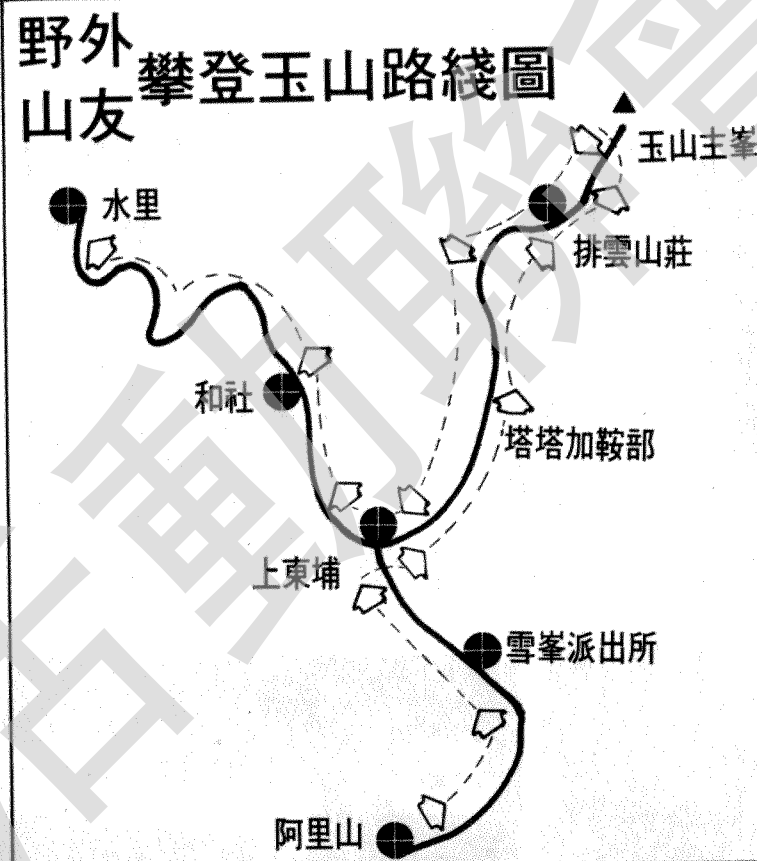 野外
山友
攀登玉山路綫圖
玉山主峯
水里
排雲山莊
和社
塔塔加鞍部
上東埔
雪峯派出所
阿里山